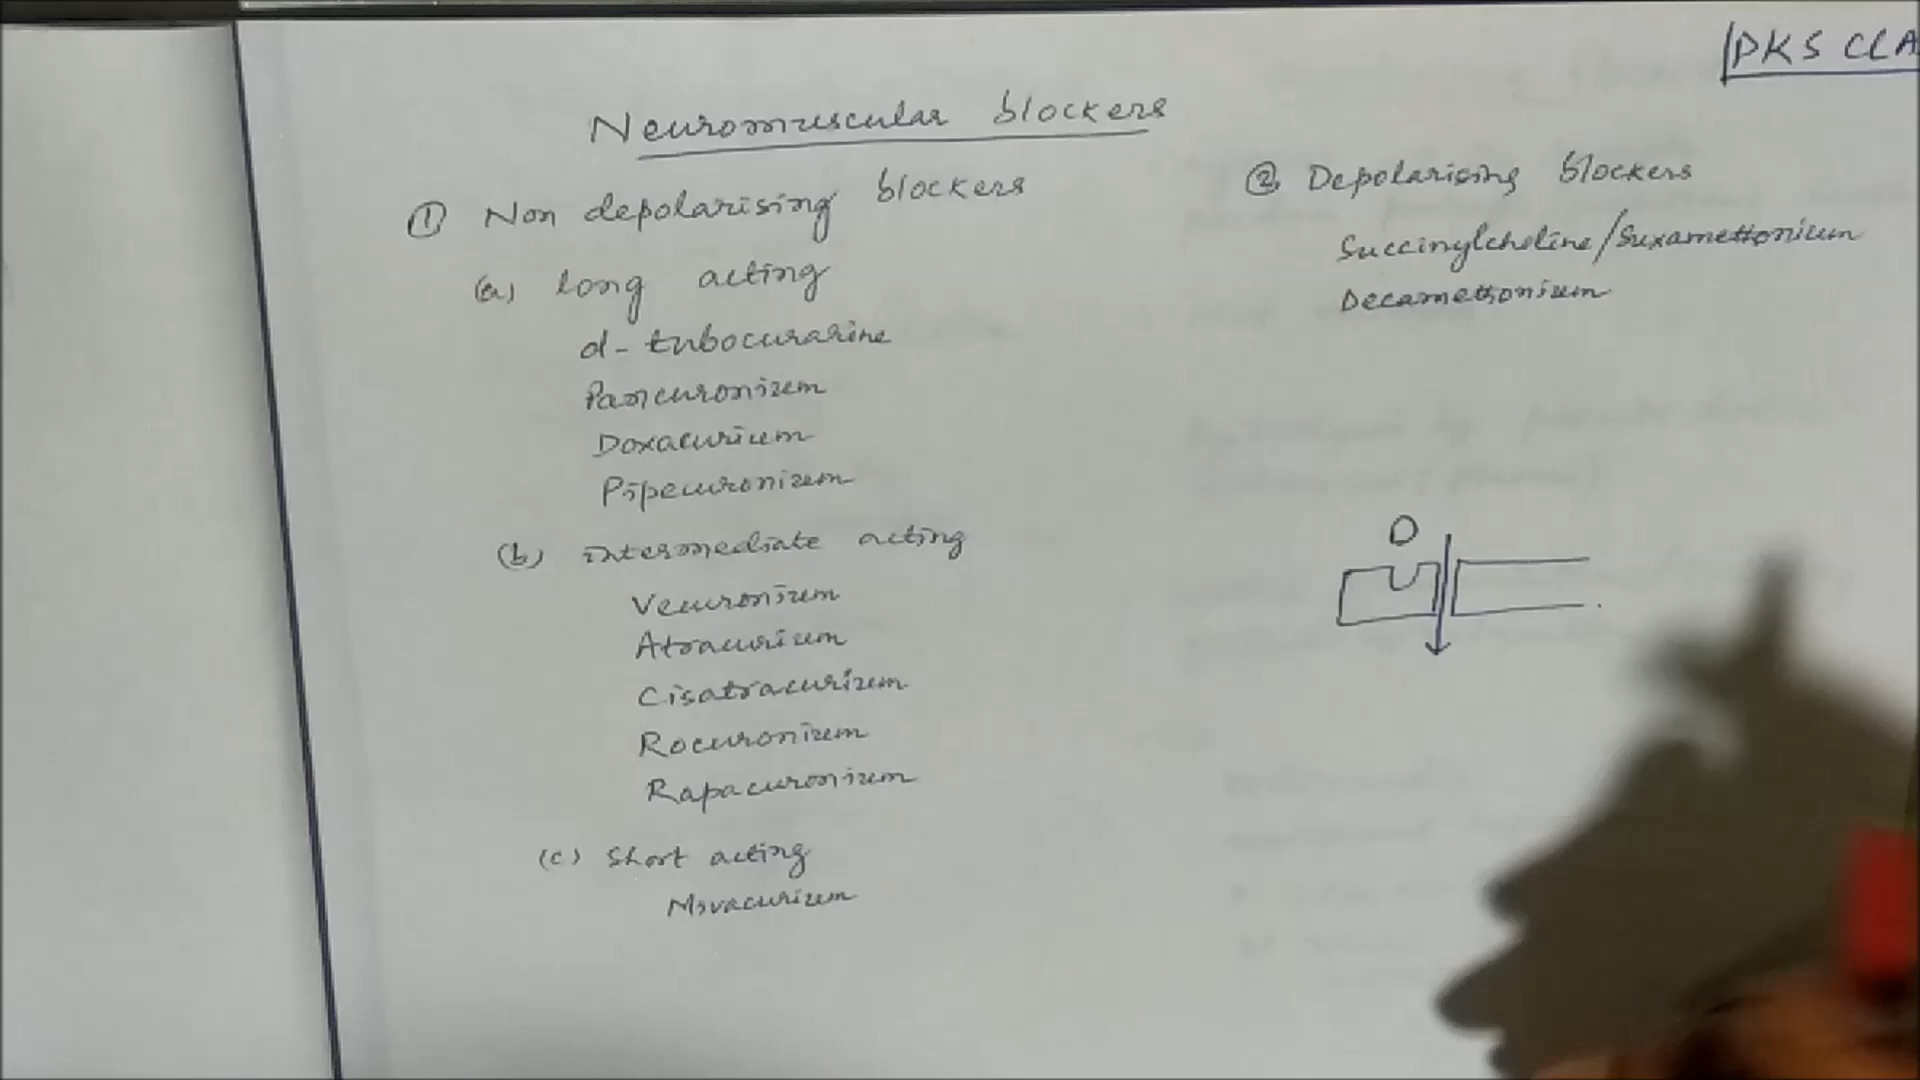 PKS CLA
Neuromuscular blockers
① Non depolarising blockers
(a) long acting
d-tubocurarine
Pancuronium
Doxacurium
Pipecuronium
(b) intermediate acting
Vecuronium
Atracurium
Cisatracurium
Rocuronium
Rapacuronium
(c) Short acting
Mivacurium
② Depolarising blockers
Succinylcholine/Suxamethonium
Decamethonium